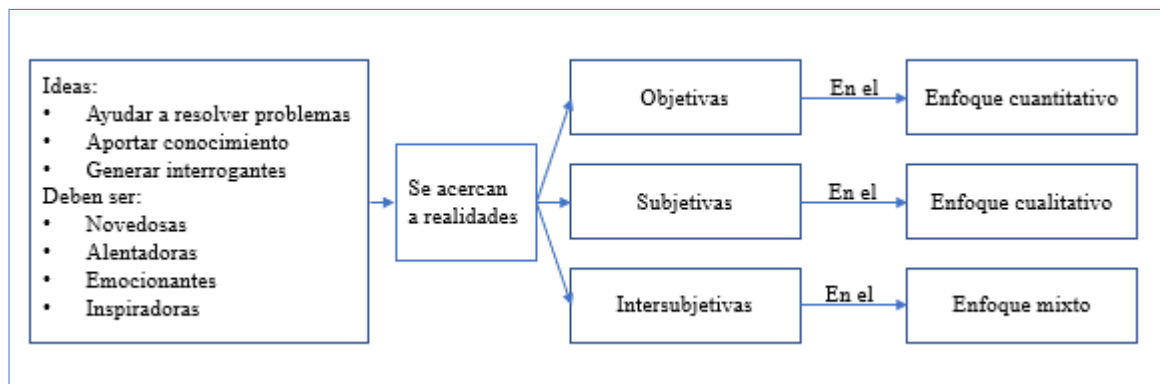 Ideas:
• Ayudar a resolver problemas
• Aportar conocimiento
• Generar interrogantes
Deben ser:
• Novedosas
• Alentadoras
• Emocionantes
• Inspiradoras
Se acercan
a realidades
Objetivas
En el
Enfoque cuantitativo
Subjetivas
En el
Enfoque cualitativo
Intersubjetivas
En el
Enfoque mixto